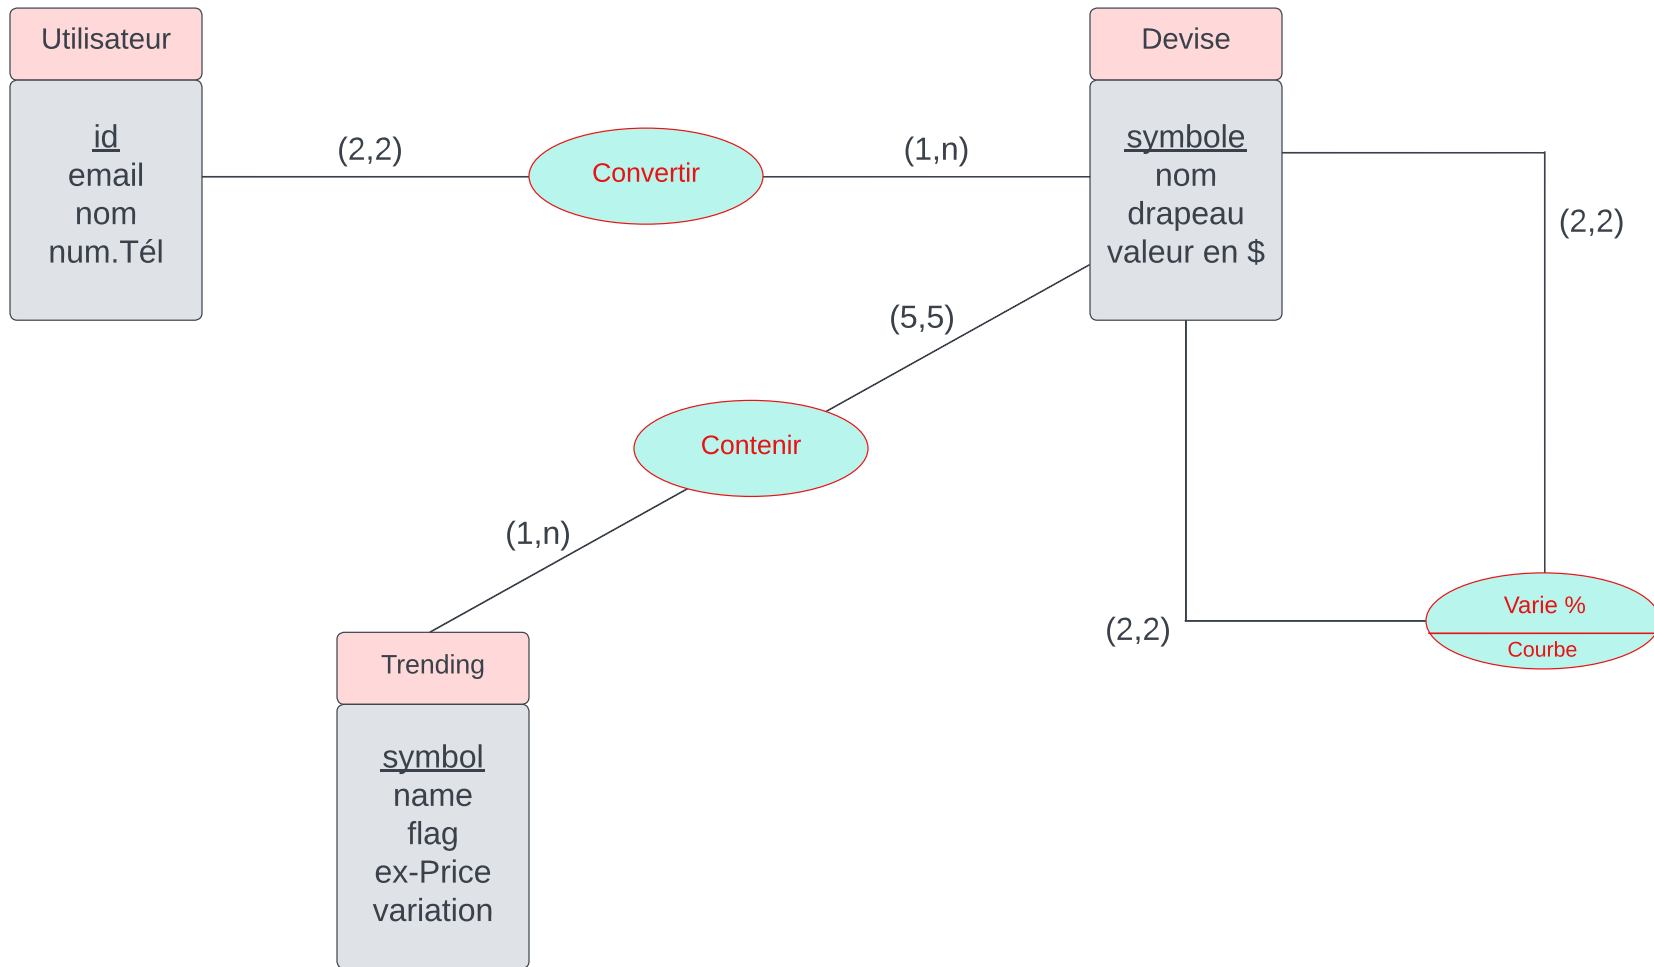 Utilisateur
id
email
nom
num.Tél
(2,2)
Convertir
(1,n)
Devise
symbole
nom
drapeau
valeur en $
(2,2)
(5,5)
Contenir
(1,n)
(2,2)
Varie %
Courbe
Trending
symbol
name
flag
ex-Price
variation